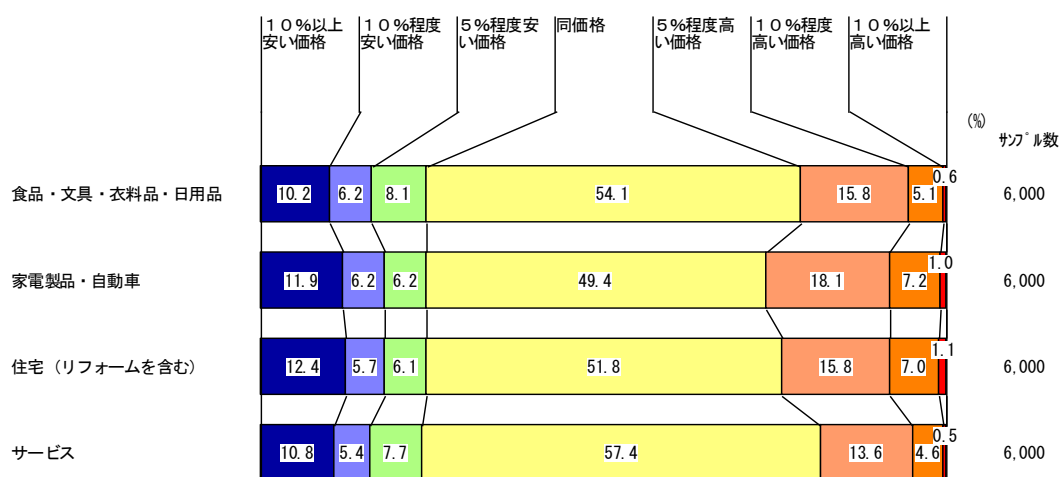 １０％以上
安い価格
１０％程度
安い価格
５％程度安
い価格
同価格
５％程度高
い価格
１０％程度
高い価格
１０％以上
高い価格
(%)
ｻﾝﾌﾟﾙ数
食品・文具・衣料品・日用品 10.2 6.2 8.1 54.1 15.8 5.1 0.6 6,000
家電製品・自動車 11.9 6.2 6.2 49.4 18.1 7.2 1.0 6,000
住宅（リフォームを含む） 12.4 5.7 6.1 51.8 15.8 7.0 1.1 6,000
サービス 10.8 5.4 7.7 57.4 13.6 4.6 0.5 6,000